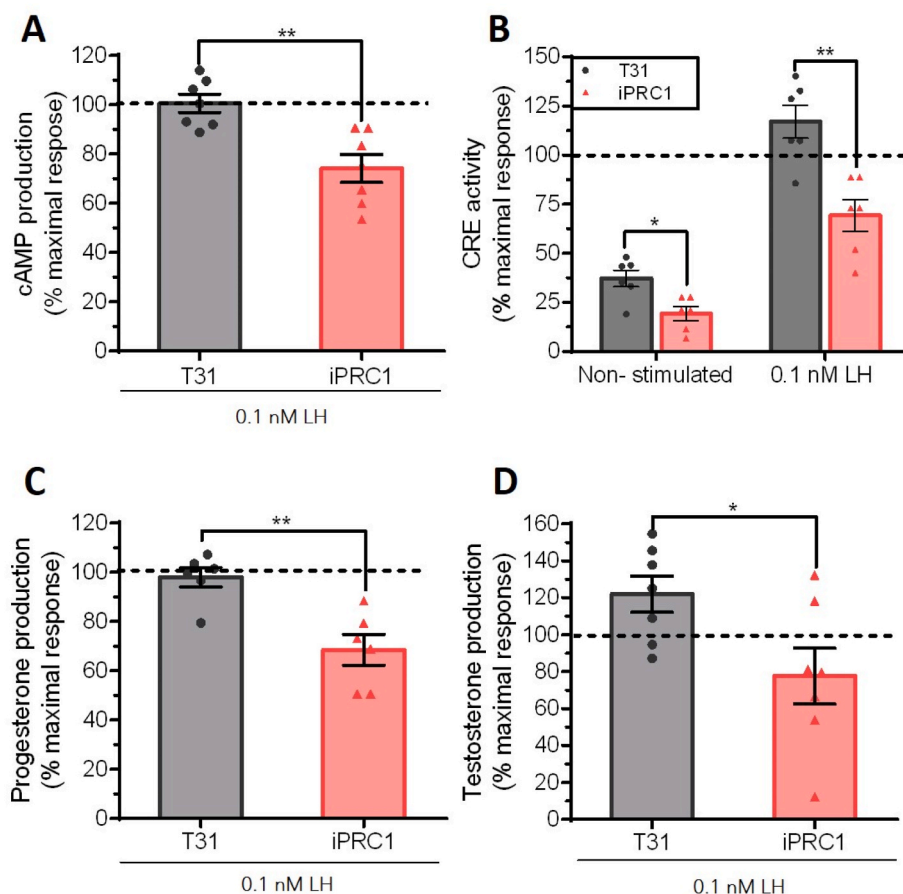 A
cAMP production
(% maximal respose)
120
100
80
60
40
20
0
**
T31
iPRC1
0.1 nM LH
B
CRE activity
(% maximal response)
150
125
100
75
50
25
0
T31
iPRC1
*
**
Non- stimulated
0.1 nM LH
C
Progesterone production
(% maximal response)
120
100
80
60
40
20
0
**
T31
iPRC1
0.1 nM LH
D
Testosterone production
(% maximal response)
160
140
120
100
80
60
40
20
0
*
T31
iPRC1
0.1 nM LH